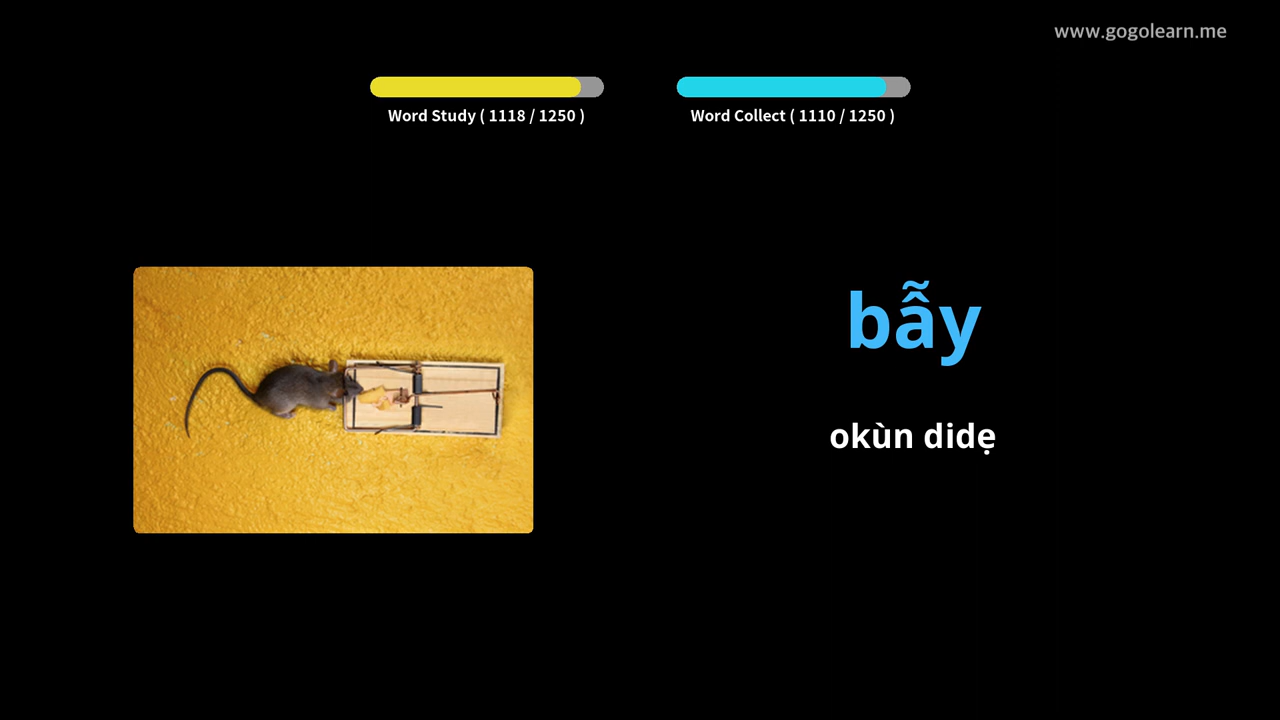 www.gogolearn.me
Word Study ( 1118 / 1250 )
Word Collect ( 1110 / 1250 )
bẫy
okùn didẹ